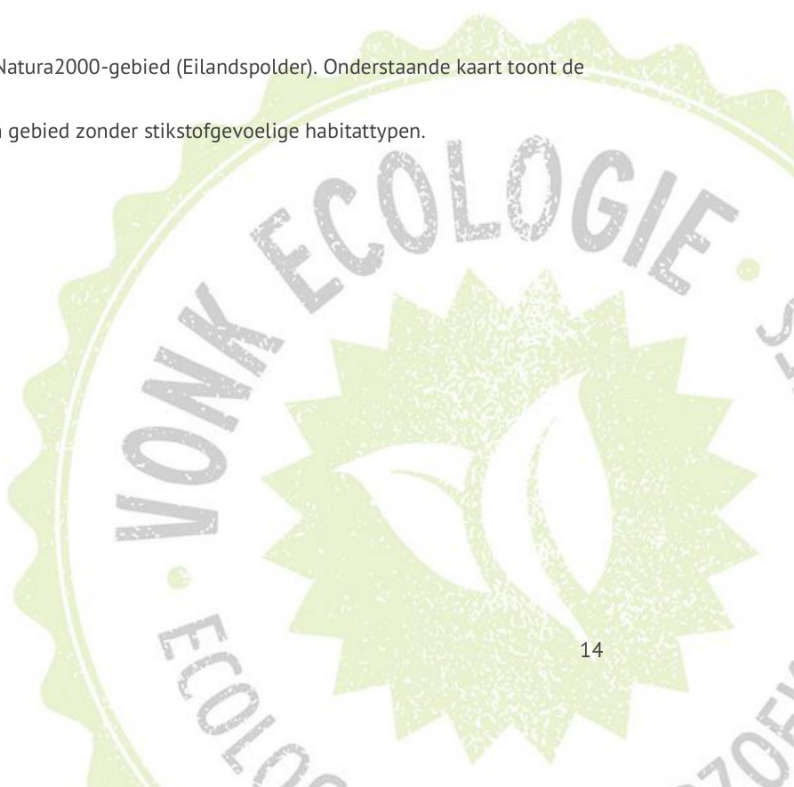 Natura2000-gebied (Eilandspolder). Onderstaande kaart toont de
gebied zonder stikstofgevoelige habitattypen.
VONK ECOLOGIE
14